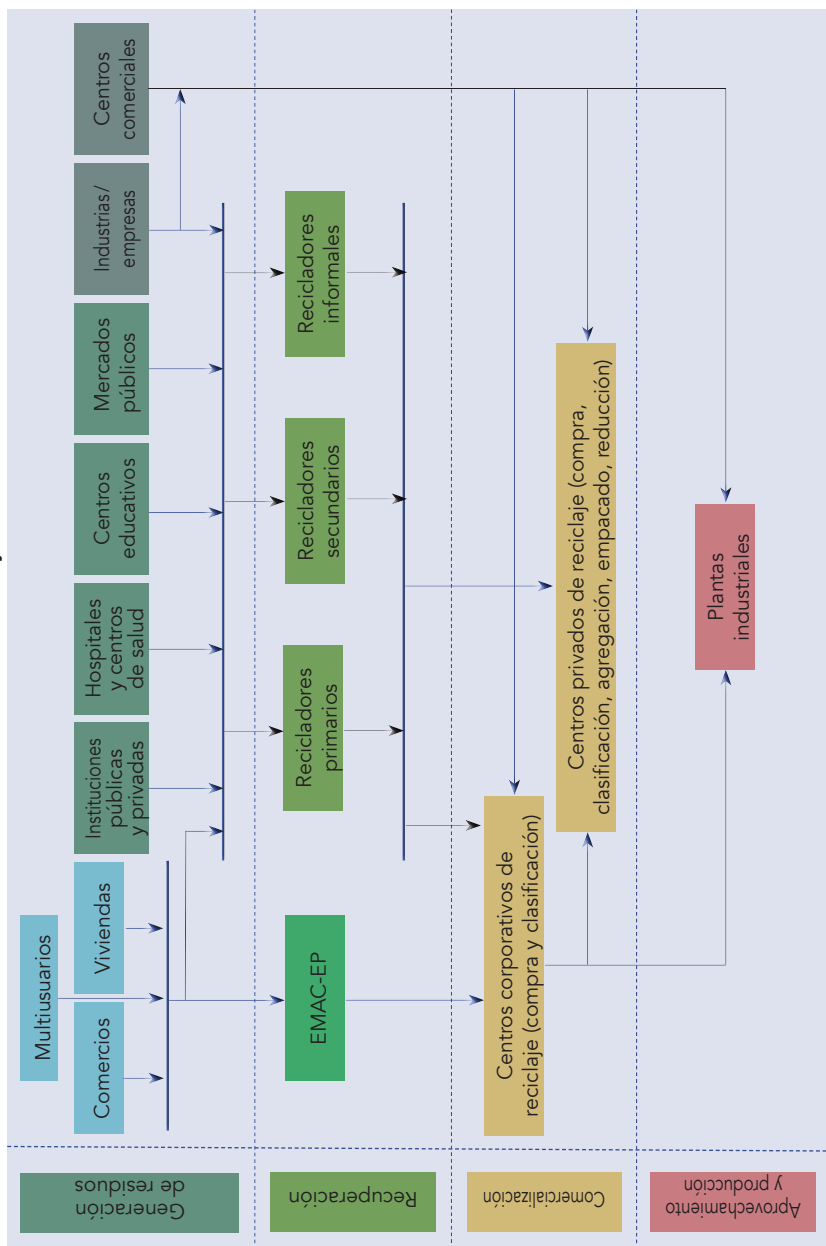 Generación
de residuos
Multiusuarios
Comercios
Viviendas
Instituciones
públicas
y privadas
Hospitales
y centros
de salud
Centros
educativos
Mercados
públicos
Industrias/
empresas
Centros
comerciales
Recuperación
EMAC-EP
Recicladores
primarios
Recicladores
secundarios
Recicladores
informales
Comercialización
Centros corporativos de
reciclaje (compra y clasificación)
Centros privados de reciclaje (compra,
clasificación, agregación, empacado, reducción)
Aprovechamiento
y producción
Plantas
industriales